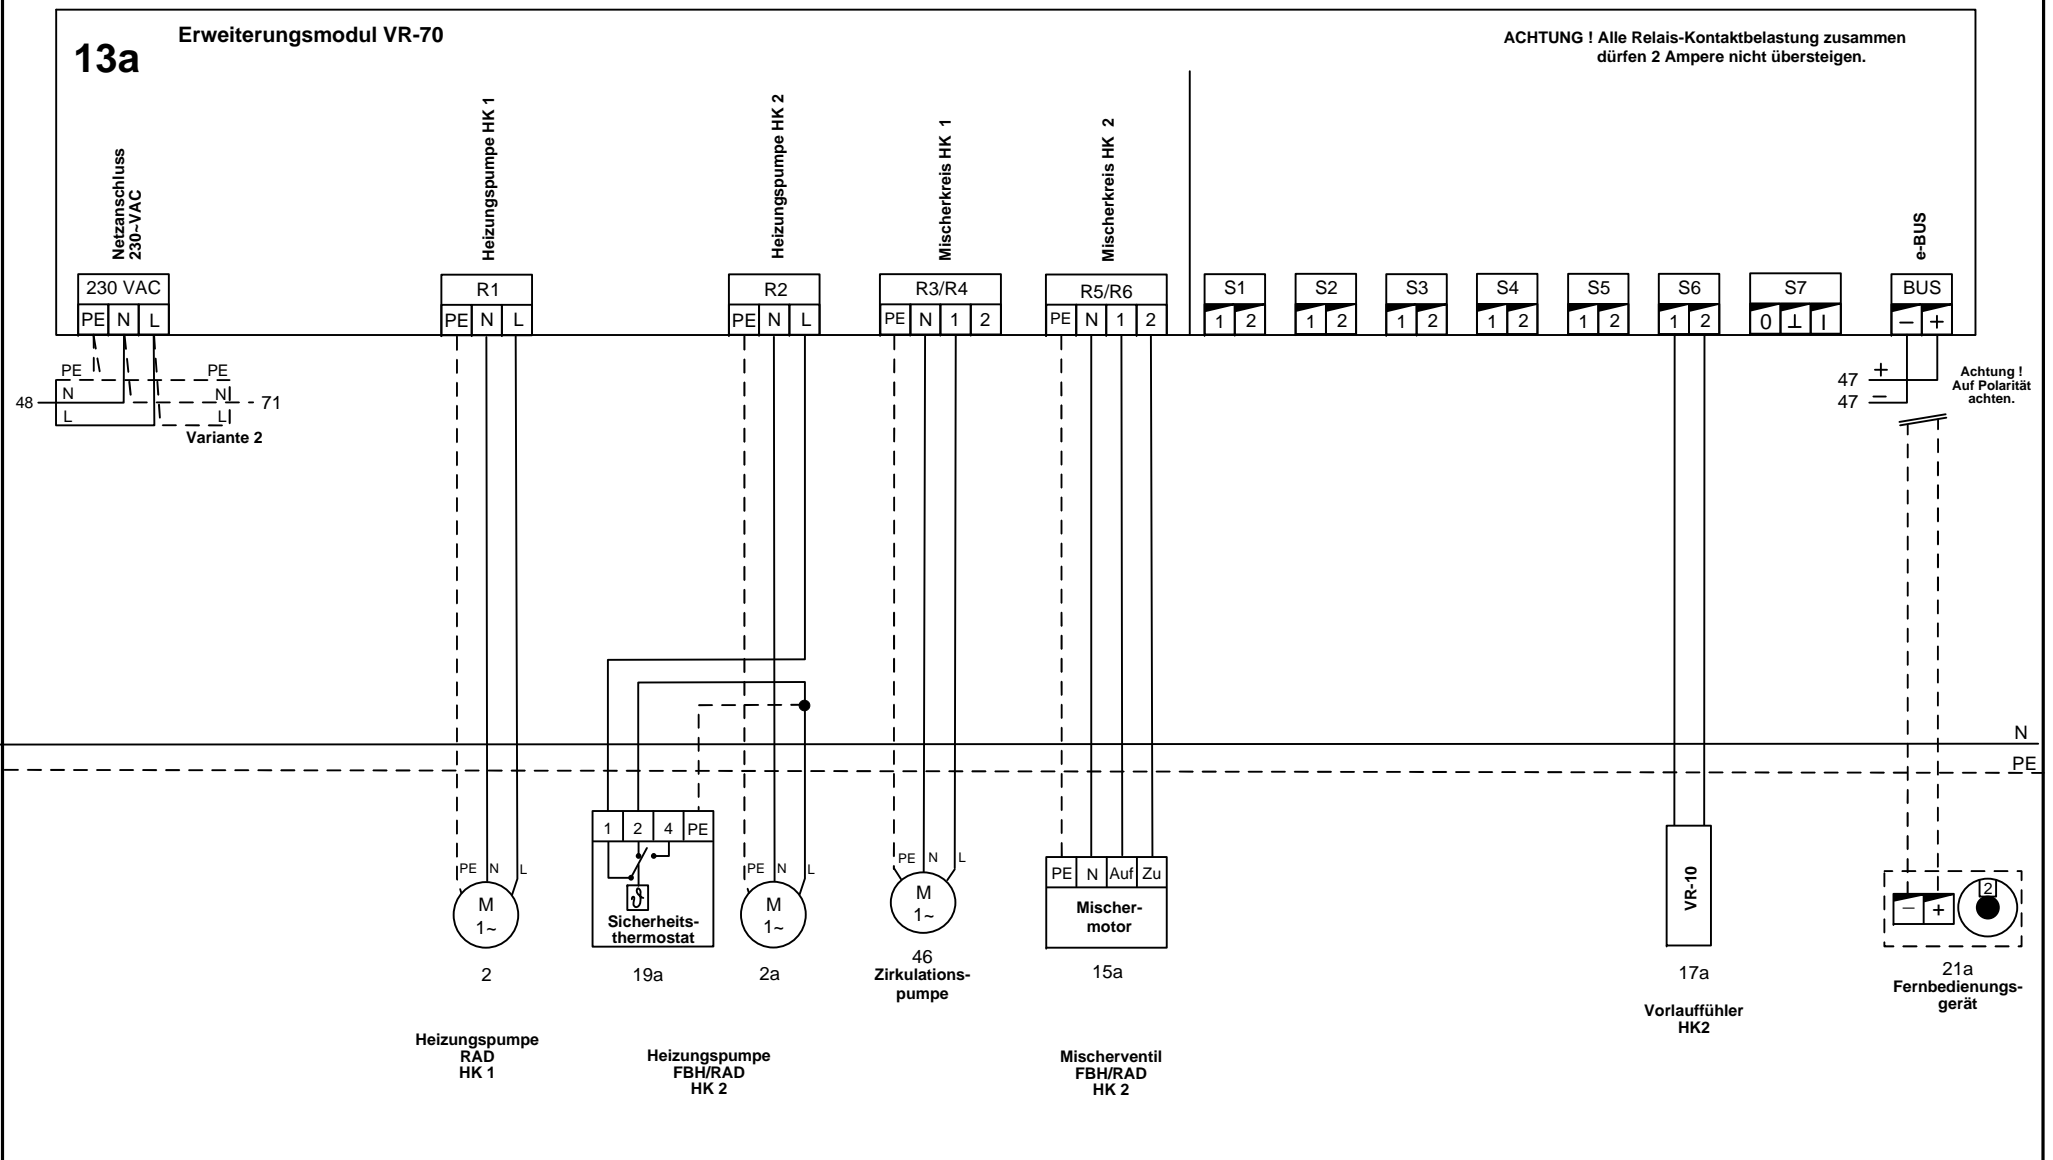 13a
Erweiterungsmodul VR-70
ACHTUNG ! Alle Relais-Kontaktbelastung zusammen
dürfen 2 Ampere nicht übersteigen.
Netzanschluss
230~VAC
Heizungspumpe HK 1
Heizungspumpe HK 2
Mischerkreis HK 1
Mischerkreis HK 2
e-BUS
230 VAC
PE N L
R1
PE N L
R2
PE N L
R3/R4
PE N 1 2
R5/R6
PE N 1 2
S1
1 2
S2
1 2
S3
1 2
S4
1 2
S5
1 2
S6
1 2
S7
0 ⊥ I
BUS
− +
PE PE
48 N N 71
L L
Variante 2
47 +
47 −
Achtung !
Auf Polarität
achten.
N
PE
PE N L
M
1~
2
Heizungspumpe
RAD
HK 1
1 2 4 PE
ϑ
Sicherheits-
thermostat
19a
PE N L
M
1~
2a
Heizungspumpe
FBH/RAD
HK 2
PE N L
M
1~
46
Zirkulations-
pumpe
PE N Auf Zu
Mischer-
motor
15a
Mischerventil
FBH/RAD
HK 2
VR-10
17a
Vorlauffühler
HK2
− + 2
21a
Fernbedienungs-
gerät